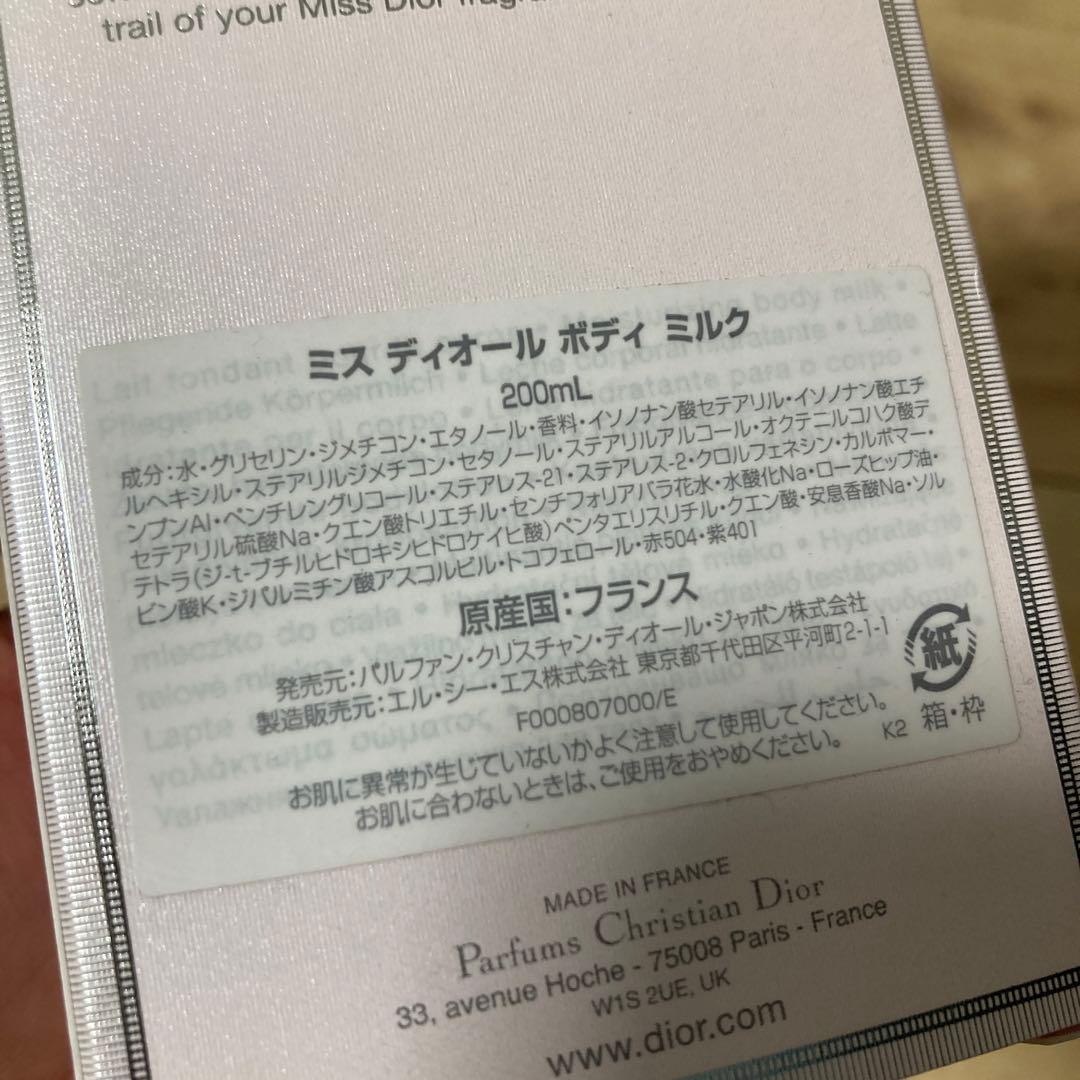 trail of your Miss Dior
ミス ディオール ボディ ミルク
200mL
成分:水・グリセリン・ジメチコン・エタノール・香料・イソノナン酸セテアリル・イソノナン酸エチ
ルヘキシル・ステアリルジメチコン・セタノール・ステアリルアルコール・オクテニルコハク酸デ
ンプンAl・ペンチレングリコール・ステアレス-21・ステアレス-2・クロルフェネシン・カルボマー・
セテアリル硫酸Na・クエン酸トリエチル・センチフォリアバラ花水・水酸化Na・ローズヒップ油・
テトラ(ジ-t-ブチルヒドロキシヒドロケイヒ酸)ペンタエリスリチル・クエン酸・安息香酸Na・ソル
ビン酸K・ジパルミチン酸アスコルビル・トコフェロール・赤504・紫401
原産国:フランス
発売元:パルファン・クリスチャン・ディオール・ジャポン株式会社
製造販売元:エル・シー・エス株式会社 東京都千代田区平河町2-1-1
F000807000/E
お肌に異常が生じていないかよく注意して使用してください。
お肌に合わないときは、ご使用をおやめください。
K2
紙
箱・枠
MADE IN FRANCE
Parfums Christian Dior
33, avenue Hoche - 75008 Paris - France
W1S 2UE, UK
www.dior.com